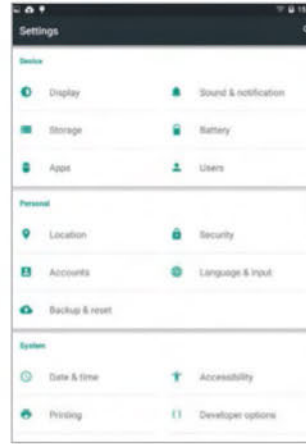 Settings
Device
Display
Sound & notification
Storage
Battery
Apps
Users
Personal
Location
Security
Accounts
Language & input
Backup & reset
System
Date & time
Accessibility
Printing
{ } Developer options